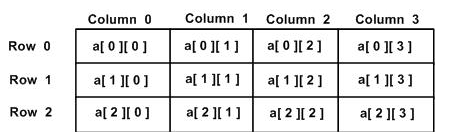 Column 0 Column 1 Column 2 Column 3
Row 0 a[ 0 ][ 0 ] a[ 0 ][ 1 ] a[ 0 ][ 2 ] a[ 0 ][ 3 ]
Row 1 a[ 1 ][ 0 ] a[ 1 ][ 1 ] a[ 1 ][ 2 ] a[ 1 ][ 3 ]
Row 2 a[ 2 ][ 0 ] a[ 2 ][ 1 ] a[ 2 ][ 2 ] a[ 2 ][ 3 ]